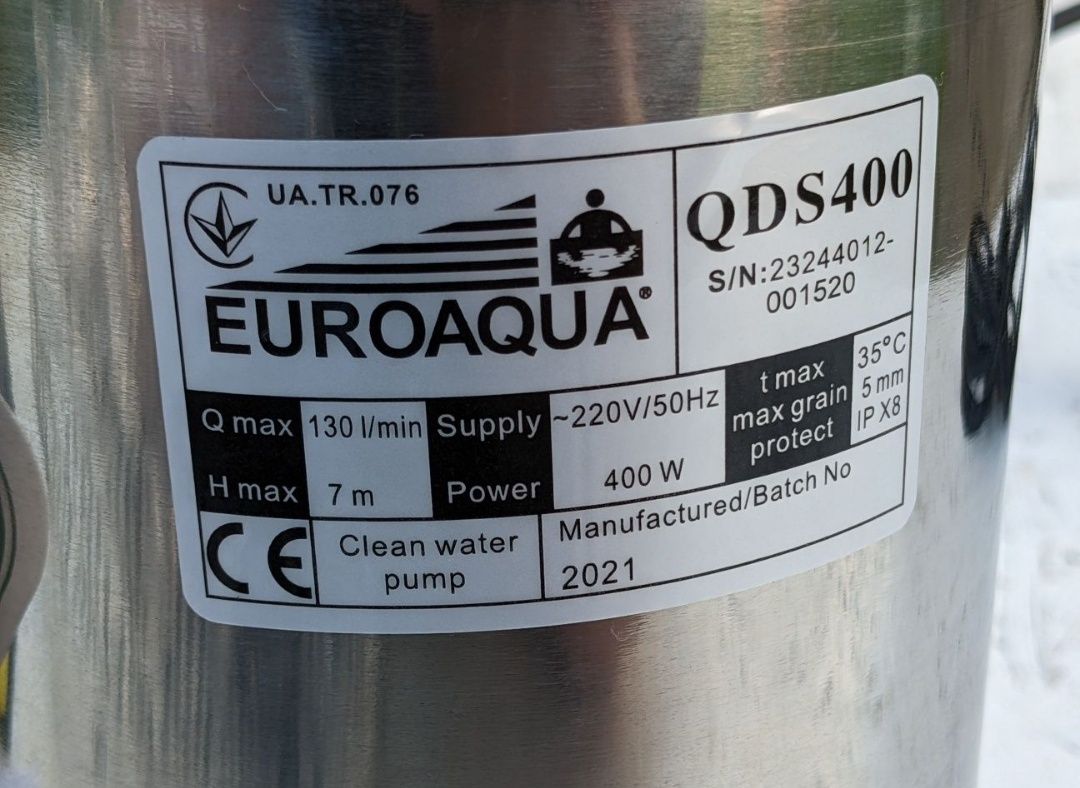 UA.TR.076
EUROAQUA®
QDS400
S/N:23244012-
001520
Q max 130 l/min
H max 7 m
Supply ~220V/50Hz
Power 400 W
t max 35°C
max grain 5 mm
protect IP X8
CE
Clean water
pump
Manufactured/Batch No
2021